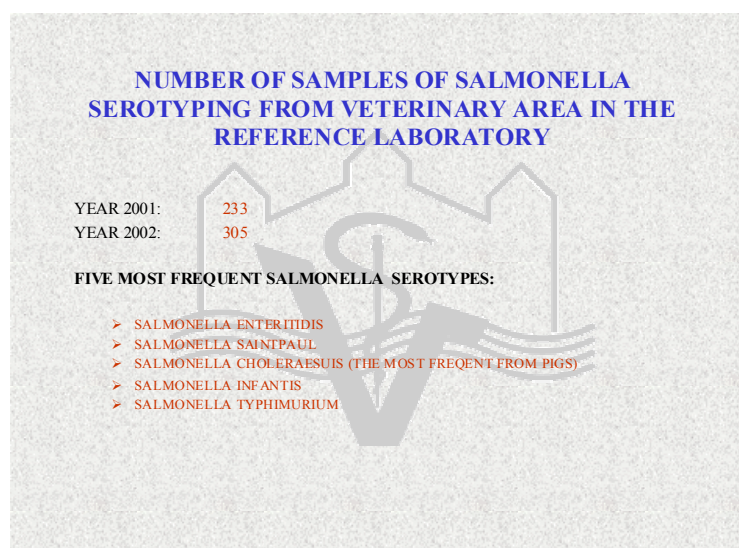 NUMBER OF SAMPLES OF SALMONELLA
SEROTYPING FROM VETERINARY AREA IN THE
REFERENCE LABORATORY
YEAR 2001: 233
YEAR 2002: 305
FIVE MOST FREQUENT SALMONELLA SEROTYPES:
➢ SALMONELLA ENTERITIDIS
➢ SALMONELLA SAINTPAUL
➢ SALMONELLA CHOLERAESUIS (THE MOST FREQENT FROM PIGS)
➢ SALMONELLA INFANTIS
➢ SALMONELLA TYPHIMURIUM